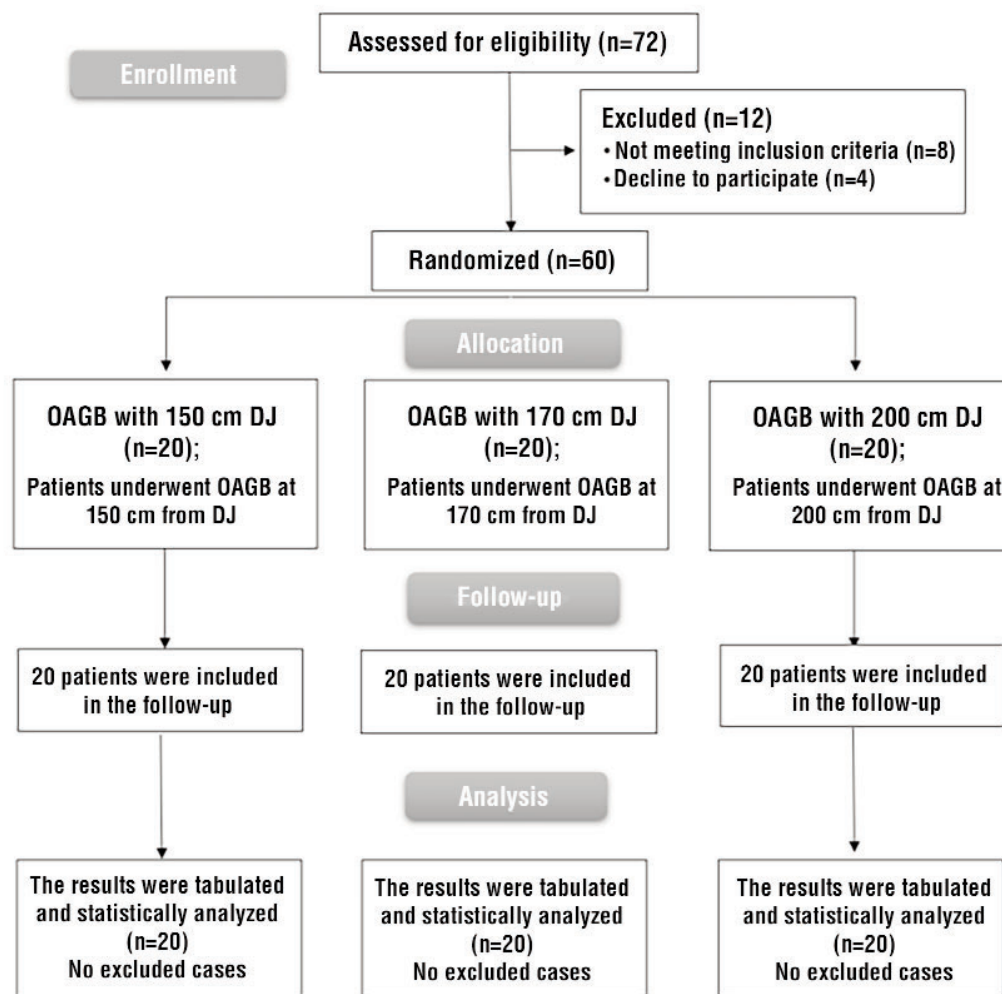 Assessed for eligibility (n=72)
Enrollment
Excluded (n=12)
• Not meeting inclusion criteria (n=8)
• Decline to participate (n=4)
Randomized (n=60)
Allocation
OAGB with 150 cm DJ
(n=20);
Patients underwent OAGB at
150 cm from DJ
OAGB with 170 cm DJ
(n=20);
Patients underwent OAGB at
170 cm from DJ
OAGB with 200 cm DJ
(n=20);
Patients underwent OAGB at
200 cm from DJ
Follow-up
20 patients were included
in the follow-up
20 patients were included
in the follow-up
20 patients were included
in the follow-up
Analysis
The results were tabulated
and statistically analyzed
(n=20)
No excluded cases
The results were tabulated
and statistically analyzed
(n=20)
No excluded cases
The results were tabulated
and statistically analyzed
(n=20)
No excluded cases